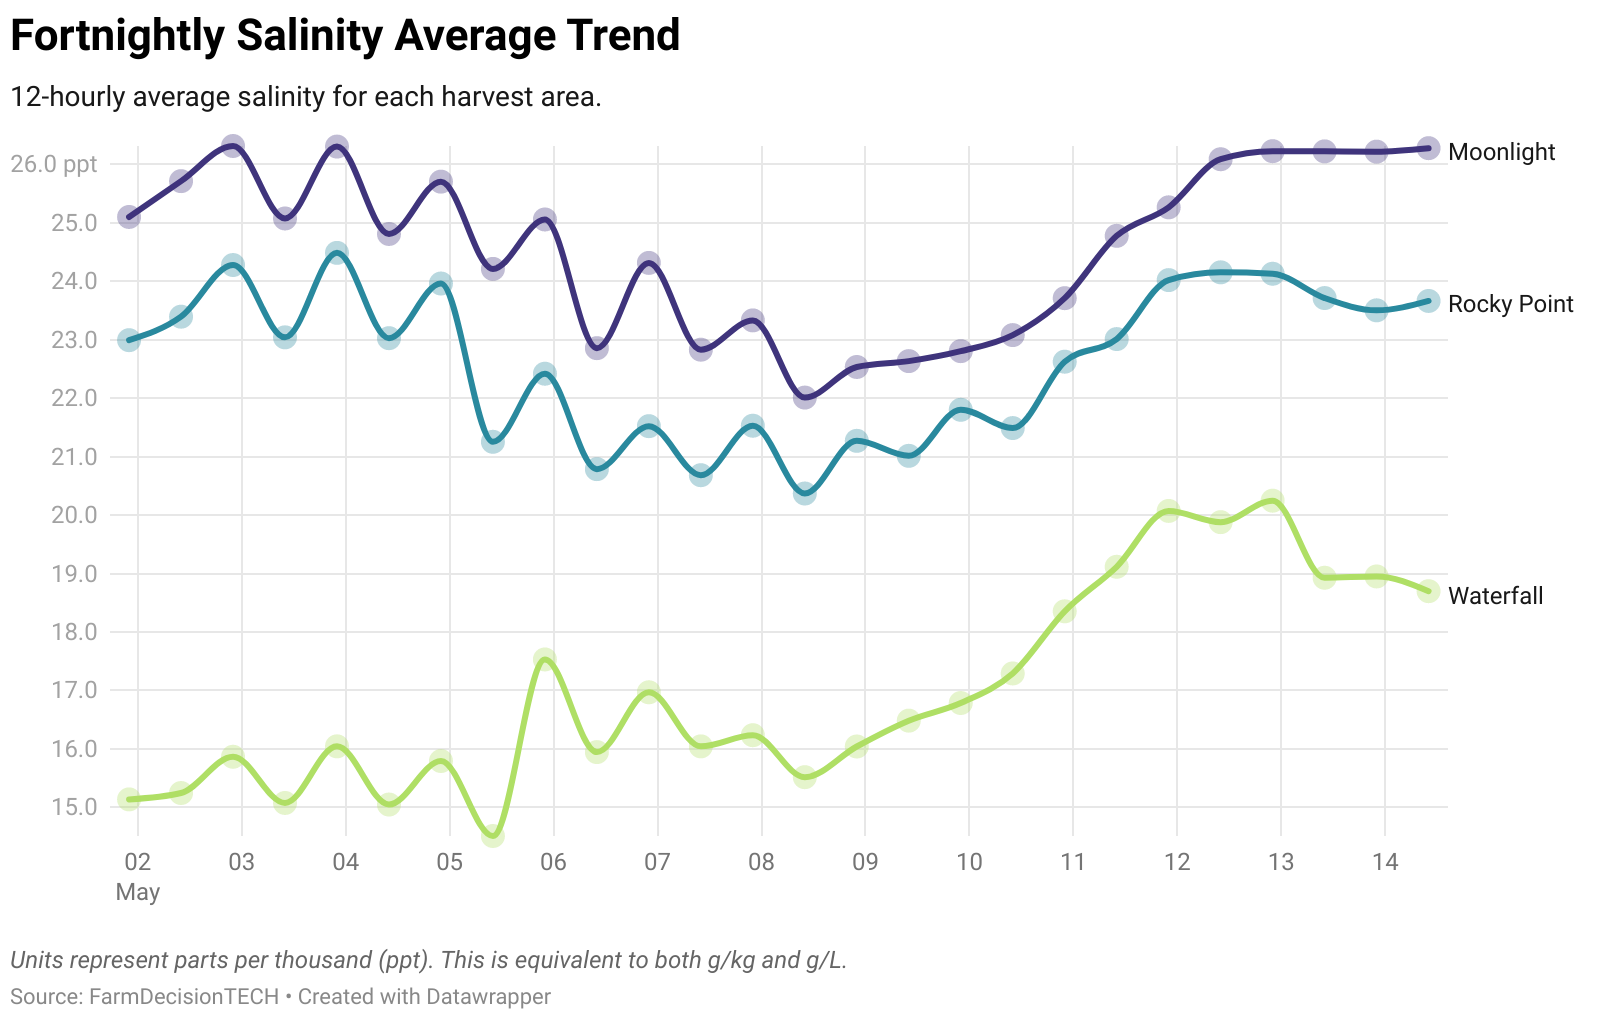 Fortnightly Salinity Average Trend
12-hourly average salinity for each harvest area.
26.0 ppt
25.0
24.0
23.0
22.0
21.0
20.0
19.0
18.0
17.0
16.0
15.0
Moonlight
Rocky Point
Waterfall
02 03 04 05 06 07 08 09 10 11 12 13 14
May
Units represent parts per thousand (ppt). This is equivalent to both g/kg and g/L.
Source: FarmDecisionTECH • Created with Datawrapper